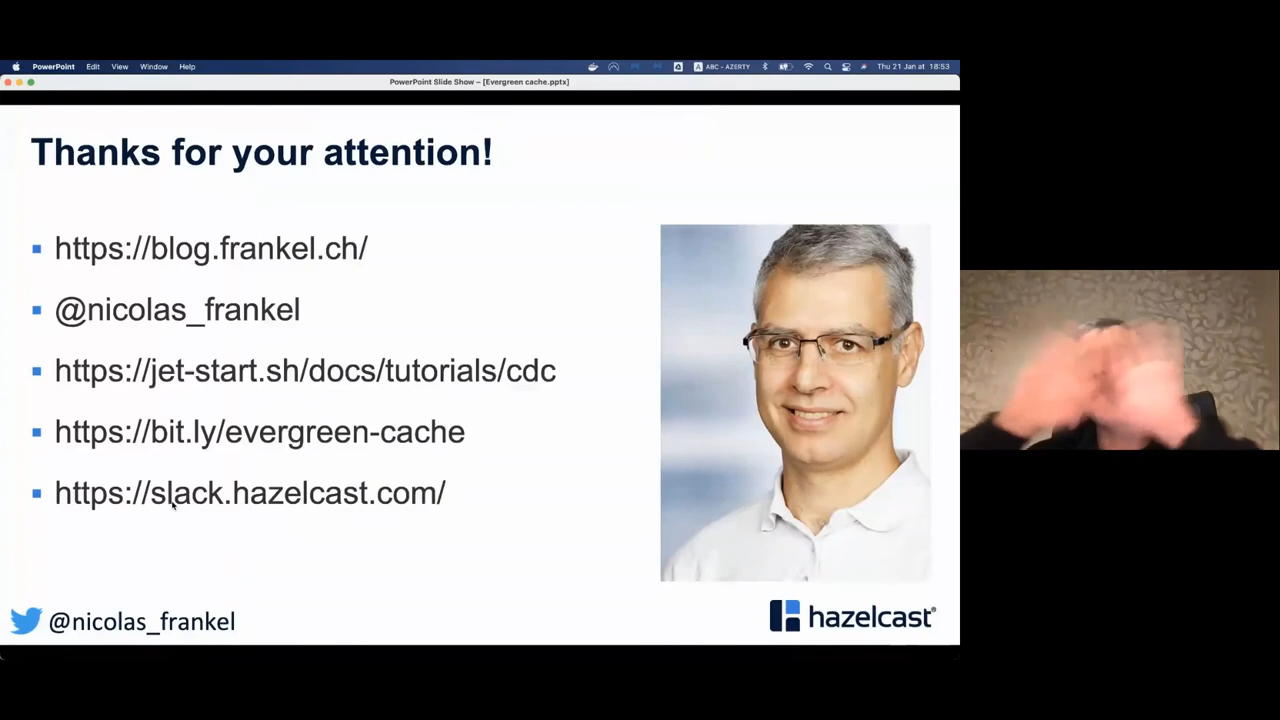 PowerPoint Edit View Window Help ABC - AZERTY Thu 21 Jan at 18:53
PowerPoint Slide Show – [Evergreen cache.pptx]
Thanks for your attention!
https://blog.frankel.ch/
@nicolas_frankel
https://jet-start.sh/docs/tutorials/cdc
https://bit.ly/evergreen-cache
https://slack.hazelcast.com/
@nicolas_frankel
hazelcast®